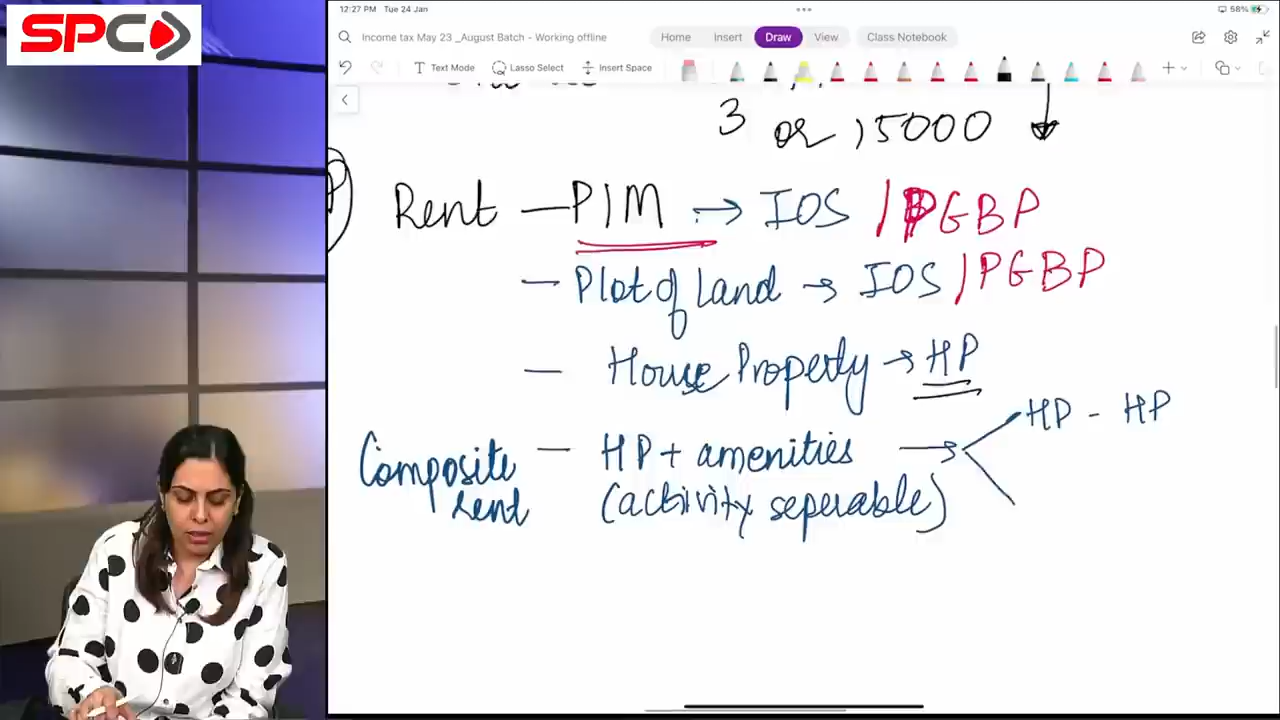 SPC
12:27 PM Tue 24 Jan
58%
Income tax May 23 _August Batch - Working offline
Home Insert Draw View Class Notebook
Text Mode Lasso Select Insert Space
3 or 15000
Rent — PIM → IOS / PGBP
— Plot of Land → IOS / PGBP
— House Property → HP
Composite rent — HP + amenities → HP - HP
(activity seperable)